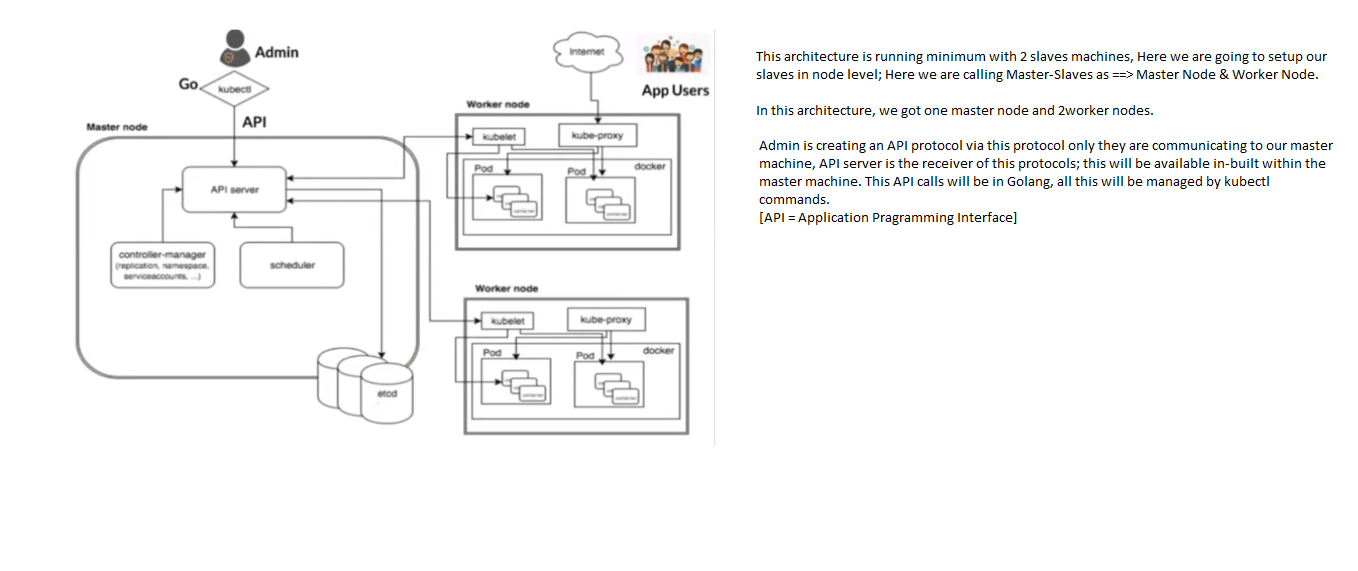 Admin
Go
kubectl
API
Master node
API server
controller-manager
(replication, namespace,
serviceaccounts, ...)
scheduler
etcd
Internet
App Users
Worker node
kubelet
kube-proxy
docker
Pod
Pod
Worker node
kubelet
kube-proxy
docker
Pod
Pod
This architecture is running minimum with 2 slaves machines, Here we are going to setup our
slaves in node level; Here we are calling Master-Slaves as ==> Master Node & Worker Node.
In this architecture, we got one master node and 2worker nodes.
Admin is creating an API protocol via this protocol only they are communicating to our master
machine, API server is the receiver of this protocols; this will be available in-built within the
master machine. This API calls will be in Golang, all this will be managed by kubectl
commands.
[API = Application Pragramming Interface]